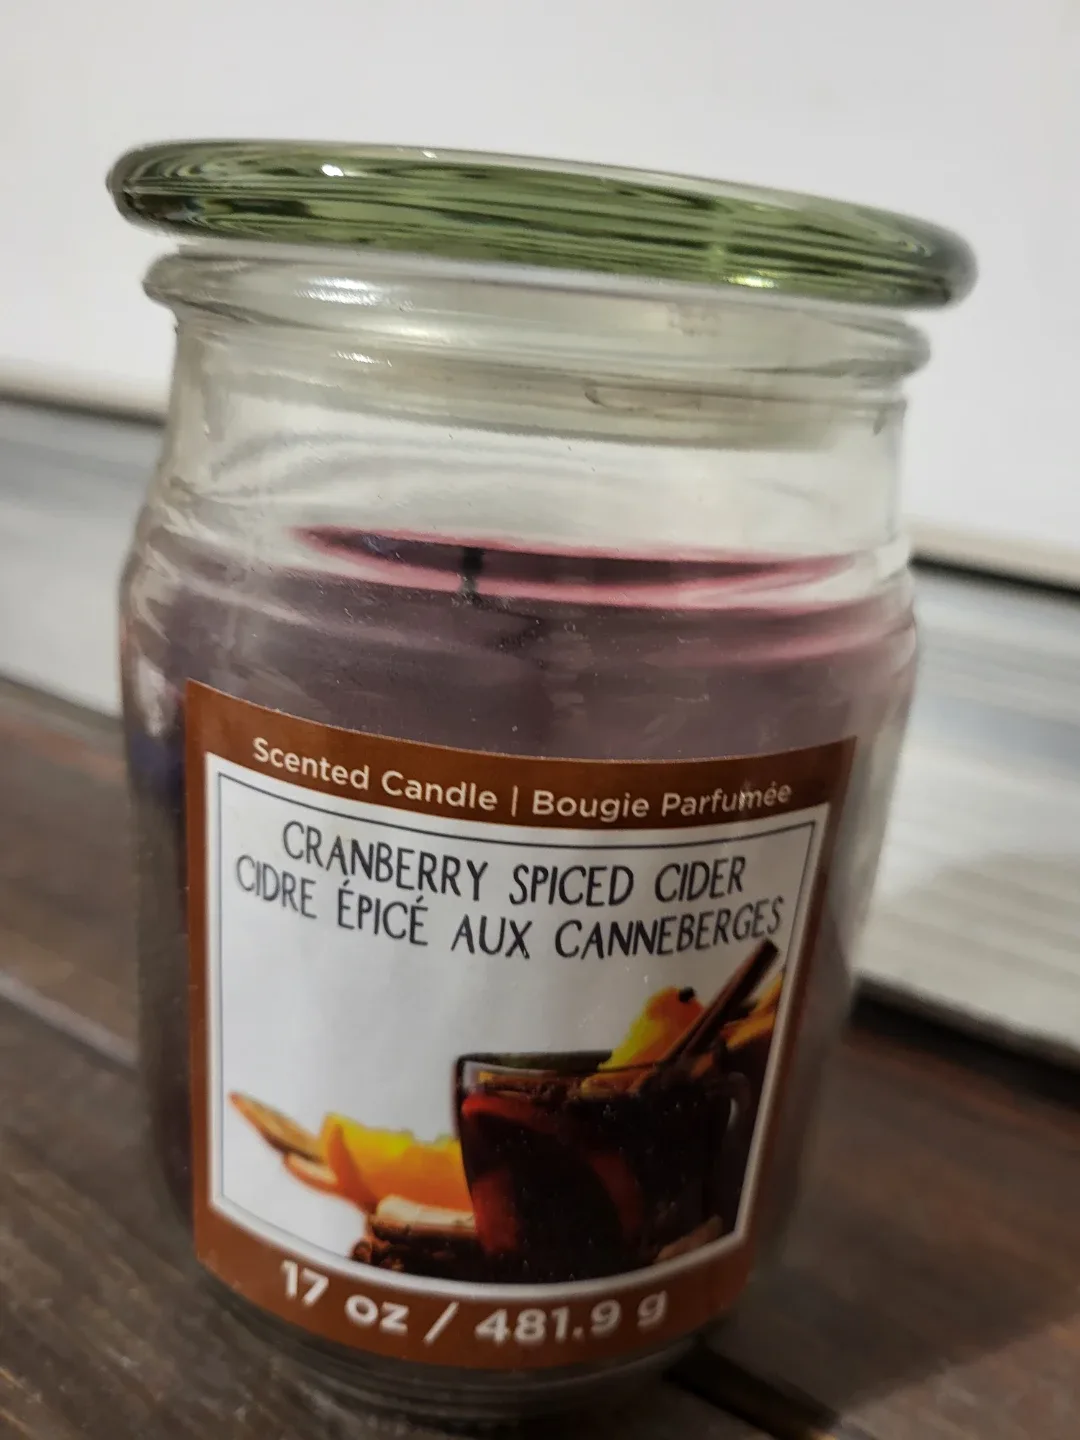 Scented Candle | Bougie Parfumée
CRANBERRY SPICED CIDER
CIDRE ÉPICÉ AUX CANNEBERGES
17 oz / 481.9 g